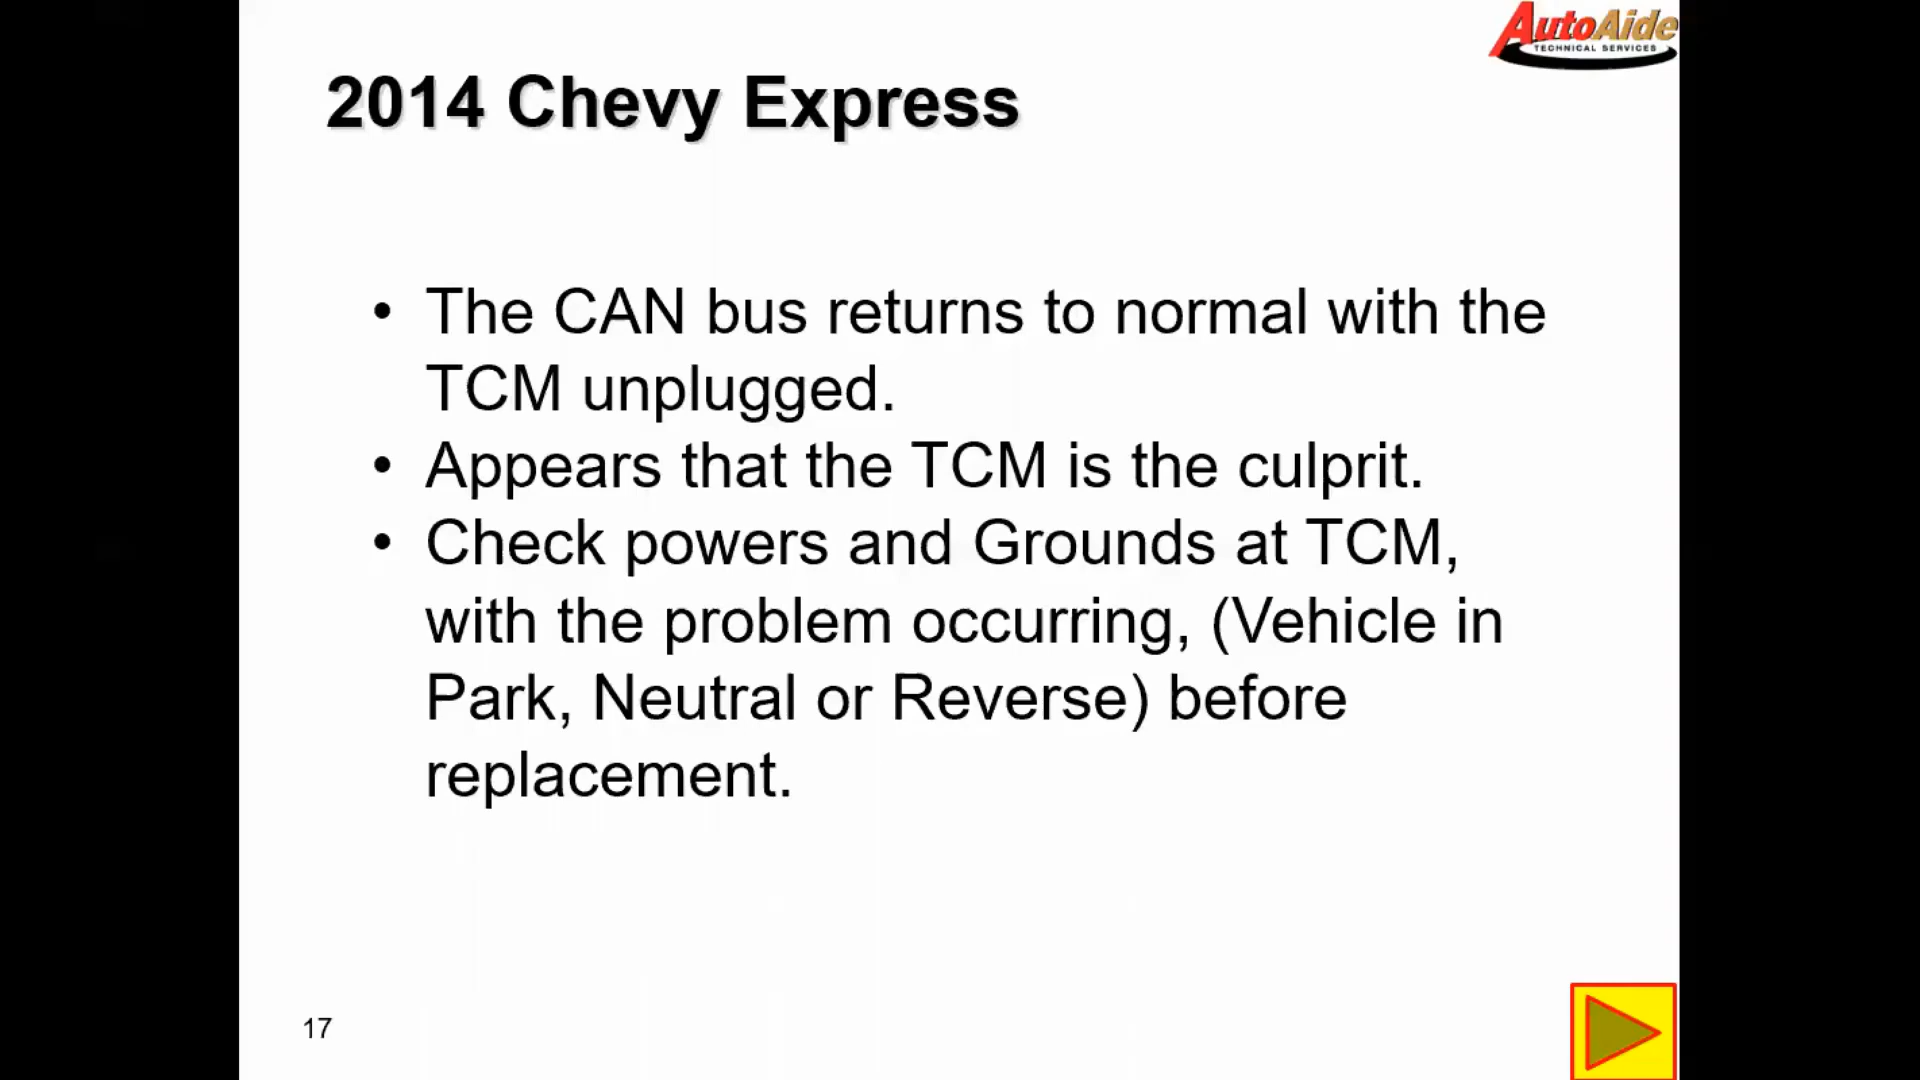 AutoAide
TECHNICAL SERVICES
2014 Chevy Express
• The CAN bus returns to normal with the
TCM unplugged.
• Appears that the TCM is the culprit.
• Check powers and Grounds at TCM,
with the problem occurring, (Vehicle in
Park, Neutral or Reverse) before
replacement.
17